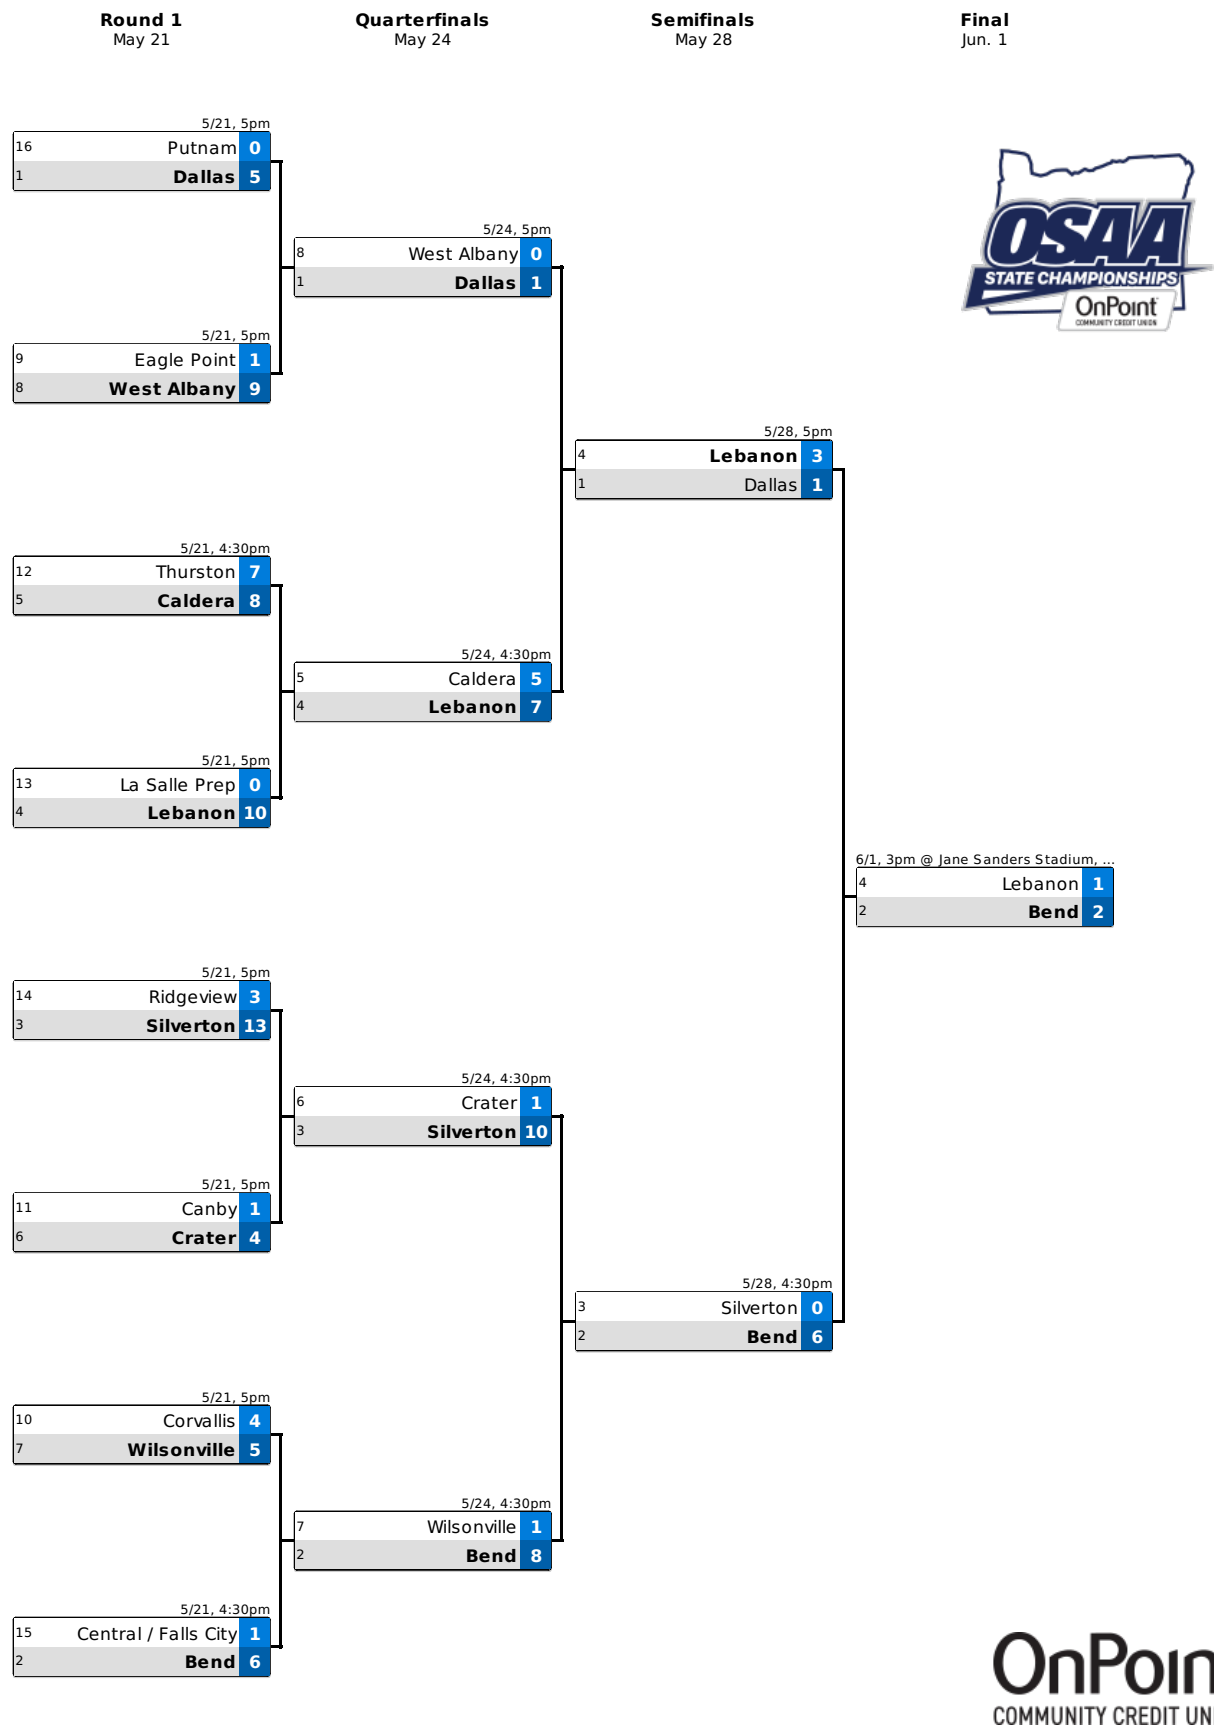 Round 1
May 21
Quarterfinals
May 24
Semifinals
May 28
Final
Jun. 1
5/21, 5pm
16 Putnam 0
1 Dallas 5
5/24, 5pm
8 West Albany 0
1 Dallas 1
OSAA
STATE CHAMPIONSHIPS
OnPoint
COMMUNITY CREDIT UNION
5/21, 5pm
9 Eagle Point 1
8 West Albany 9
5/28, 5pm
4 Lebanon 3
1 Dallas 1
5/21, 4:30pm
12 Thurston 7
5 Caldera 8
5/24, 4:30pm
5 Caldera 5
4 Lebanon 7
5/21, 5pm
13 La Salle Prep 0
4 Lebanon 10
6/1, 3pm @ Jane Sanders Stadium, ...
4 Lebanon 1
2 Bend 2
5/21, 5pm
14 Ridgeview 3
3 Silverton 13
5/24, 4:30pm
6 Crater 1
3 Silverton 10
5/21, 5pm
11 Canby 1
6 Crater 4
5/28, 4:30pm
3 Silverton 0
2 Bend 6
5/21, 5pm
10 Corvallis 4
7 Wilsonville 5
5/24, 4:30pm
7 Wilsonville 1
2 Bend 8
5/21, 4:30pm
15 Central / Falls City 1
2 Bend 6
OnPoin
COMMUNITY CREDIT UNI